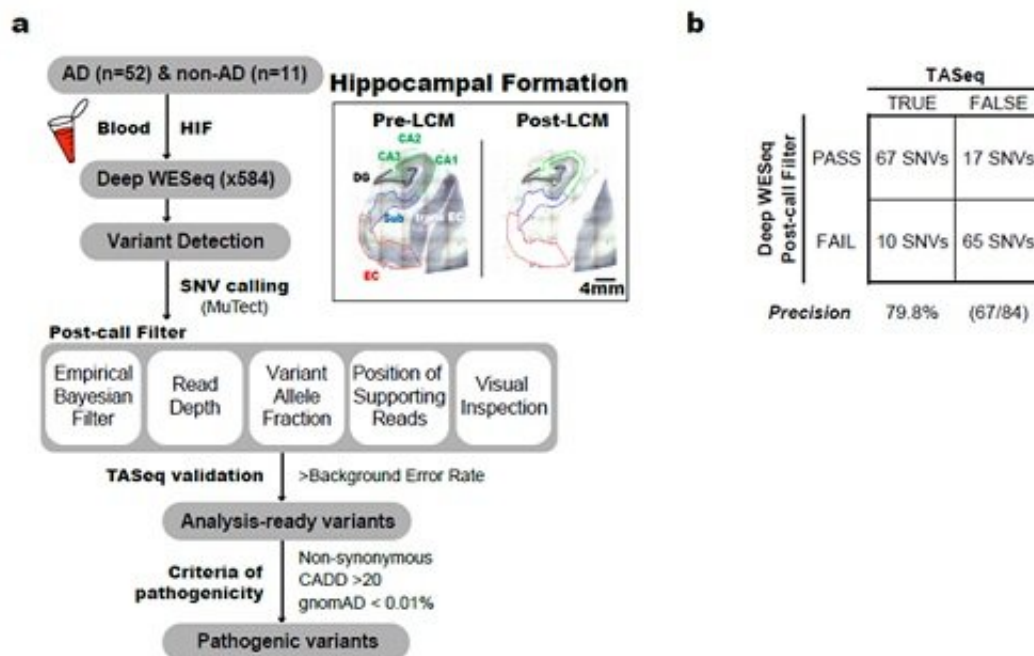 a
AD (n=52) & non-AD (n=11)
Blood
HIF
Deep WESeq (x584)
Variant Detection
SNV calling
(MuTect)
Hippocampal Formation
Pre-LCM
Post-LCM
CA2
CA3
CA1
DG
Sub
trans EC
EC
4mm
Post-call Filter
Empirical
Bayesian
Filter
Read
Depth
Variant
Allele
Fraction
Position of
Supporting
Reads
Visual
Inspection
TASeq validation
>Background Error Rate
Analysis-ready variants
Criteria of
pathogenicity
Non-synonymous
CADD >20
gnomAD < 0.01%
Pathogenic variants
b
TASeq
TRUE FALSE
Deep WESeq
Post-call Filter
PASS 67 SNVs 17 SNVs
FAIL 10 SNVs 65 SNVs
Precision 79.8% (67/84)